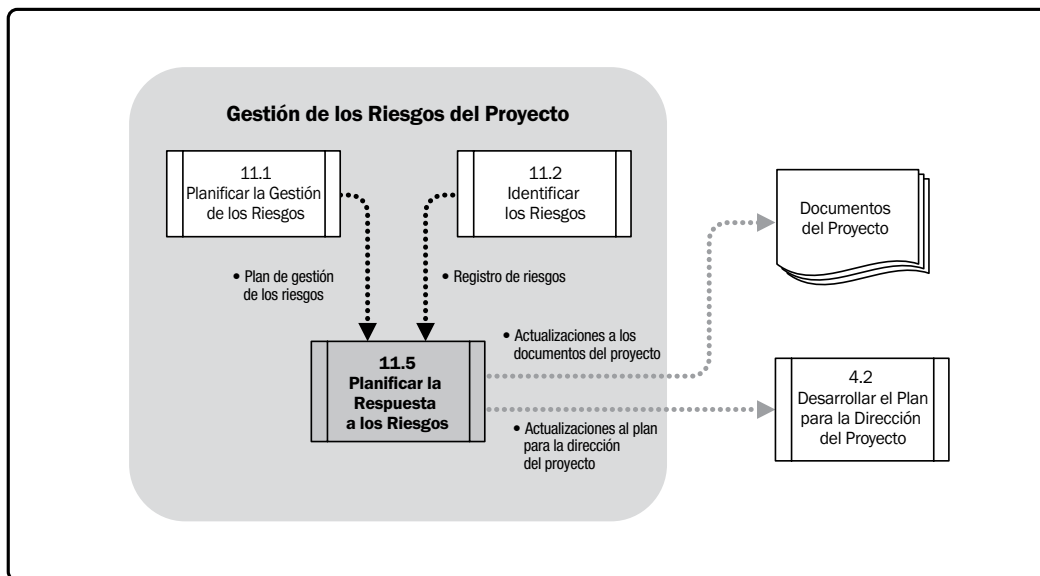 Gestión de los Riesgos del Proyecto
11.1
Planificar la Gestión
de los Riesgos
11.2
Identificar
los Riesgos
Documentos
del Proyecto
• Plan de gestión
de los riesgos
• Registro de riesgos
• Actualizaciones a los
documentos del proyecto
11.5
Planificar la
Respuesta
a los Riesgos
4.2
Desarrollar el Plan
para la Dirección
del Proyecto
• Actualizaciones al plan
para la dirección
del proyecto